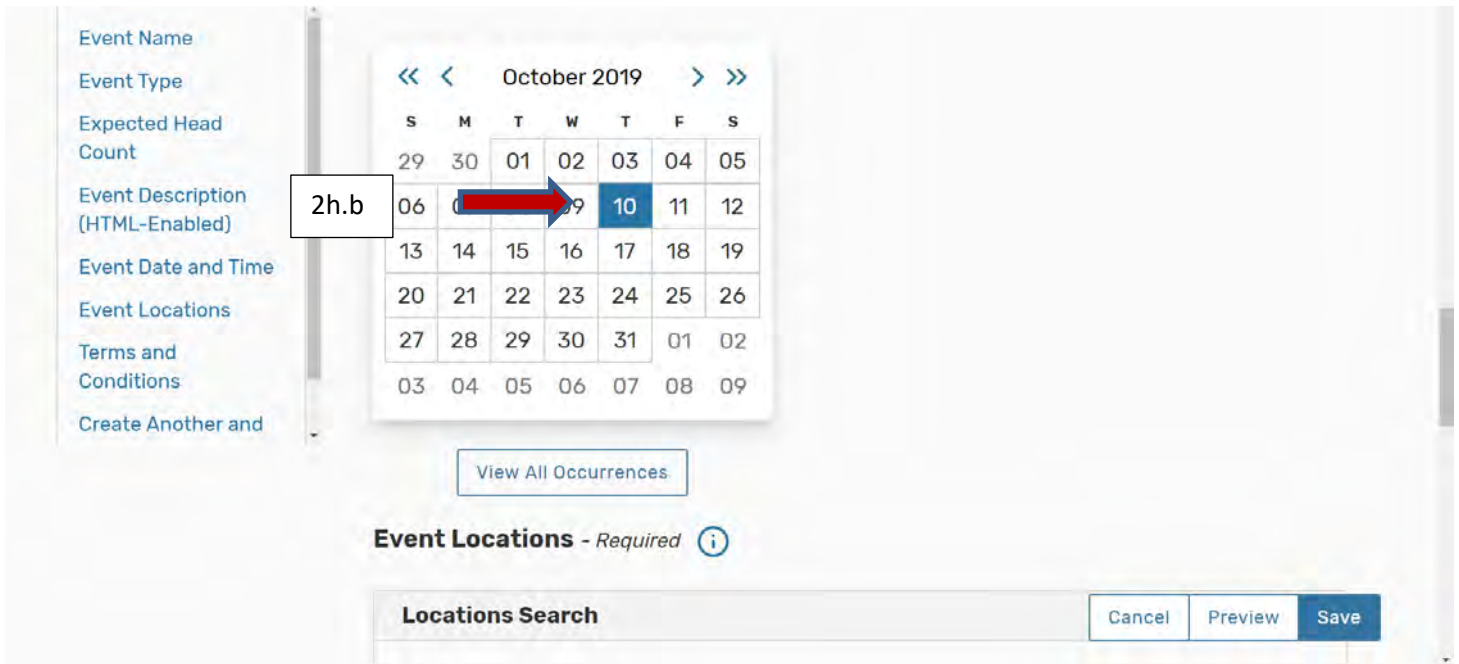 Event Name
Event Type
Expected Head
Count
Event Description
(HTML-Enabled)
Event Date and Time
Event Locations
Terms and
Conditions
Create Another and
2h.b
« < October 2019 > »
S M T W T F S
29 30 01 02 03 04 05
06 09 10 11 12
13 14 15 16 17 18 19
20 21 22 23 24 25 26
27 28 29 30 31 01 02
03 04 05 06 07 08 09
View All Occurrences
Event Locations - Required i
Locations Search
Cancel Preview Save